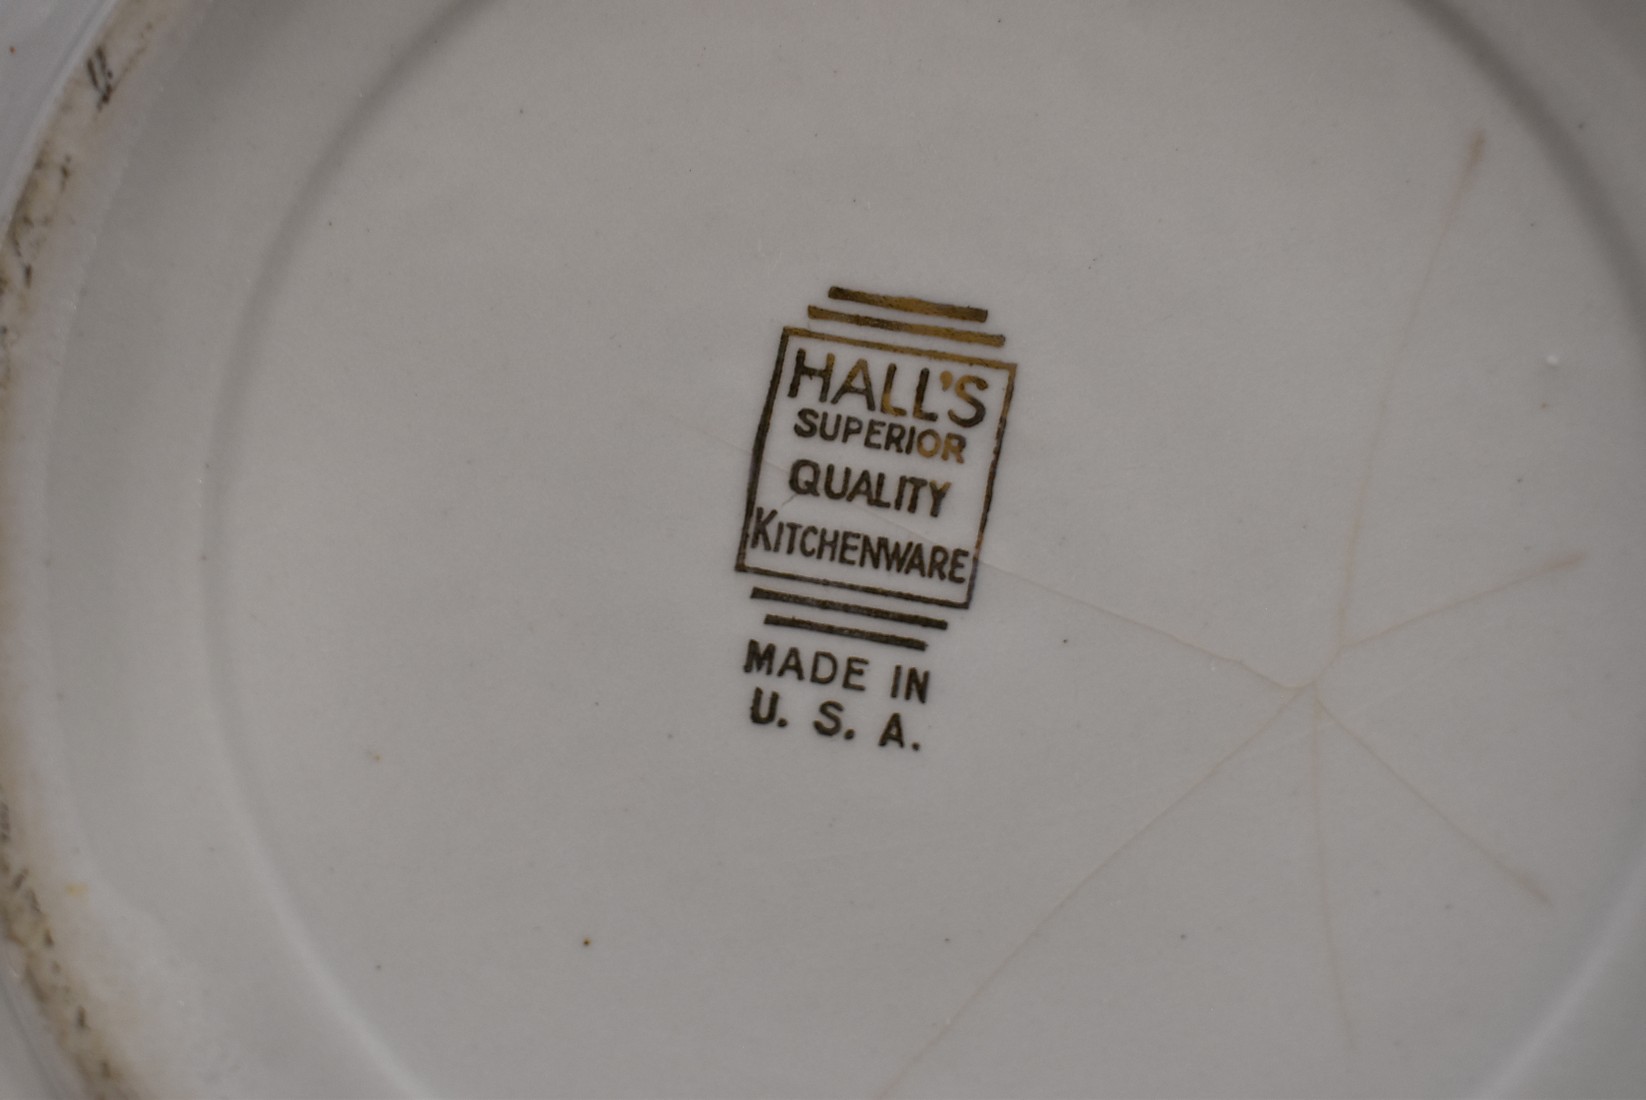 HALL'S
SUPERIOR
QUALITY
KITCHENWARE
MADE IN
U. S. A.